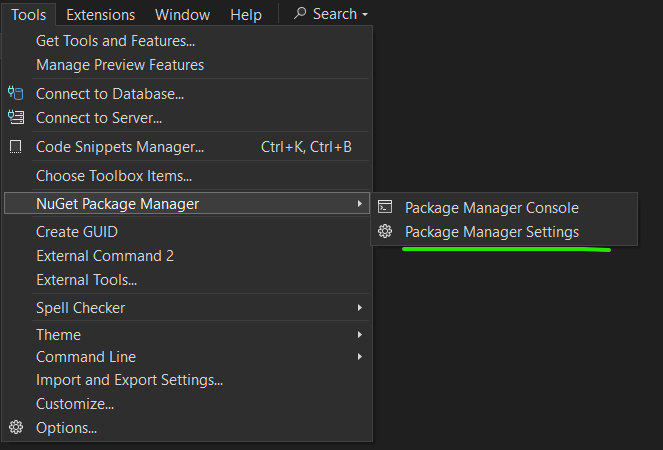 Tools Extensions Window Help Search
Get Tools and Features...
Manage Preview Features
Connect to Database...
Connect to Server...
Code Snippets Manager... Ctrl+K, Ctrl+B
Choose Toolbox Items...
NuGet Package Manager
Package Manager Console
Package Manager Settings
Create GUID
External Command 2
External Tools...
Spell Checker
Theme
Command Line
Import and Export Settings...
Customize...
Options...